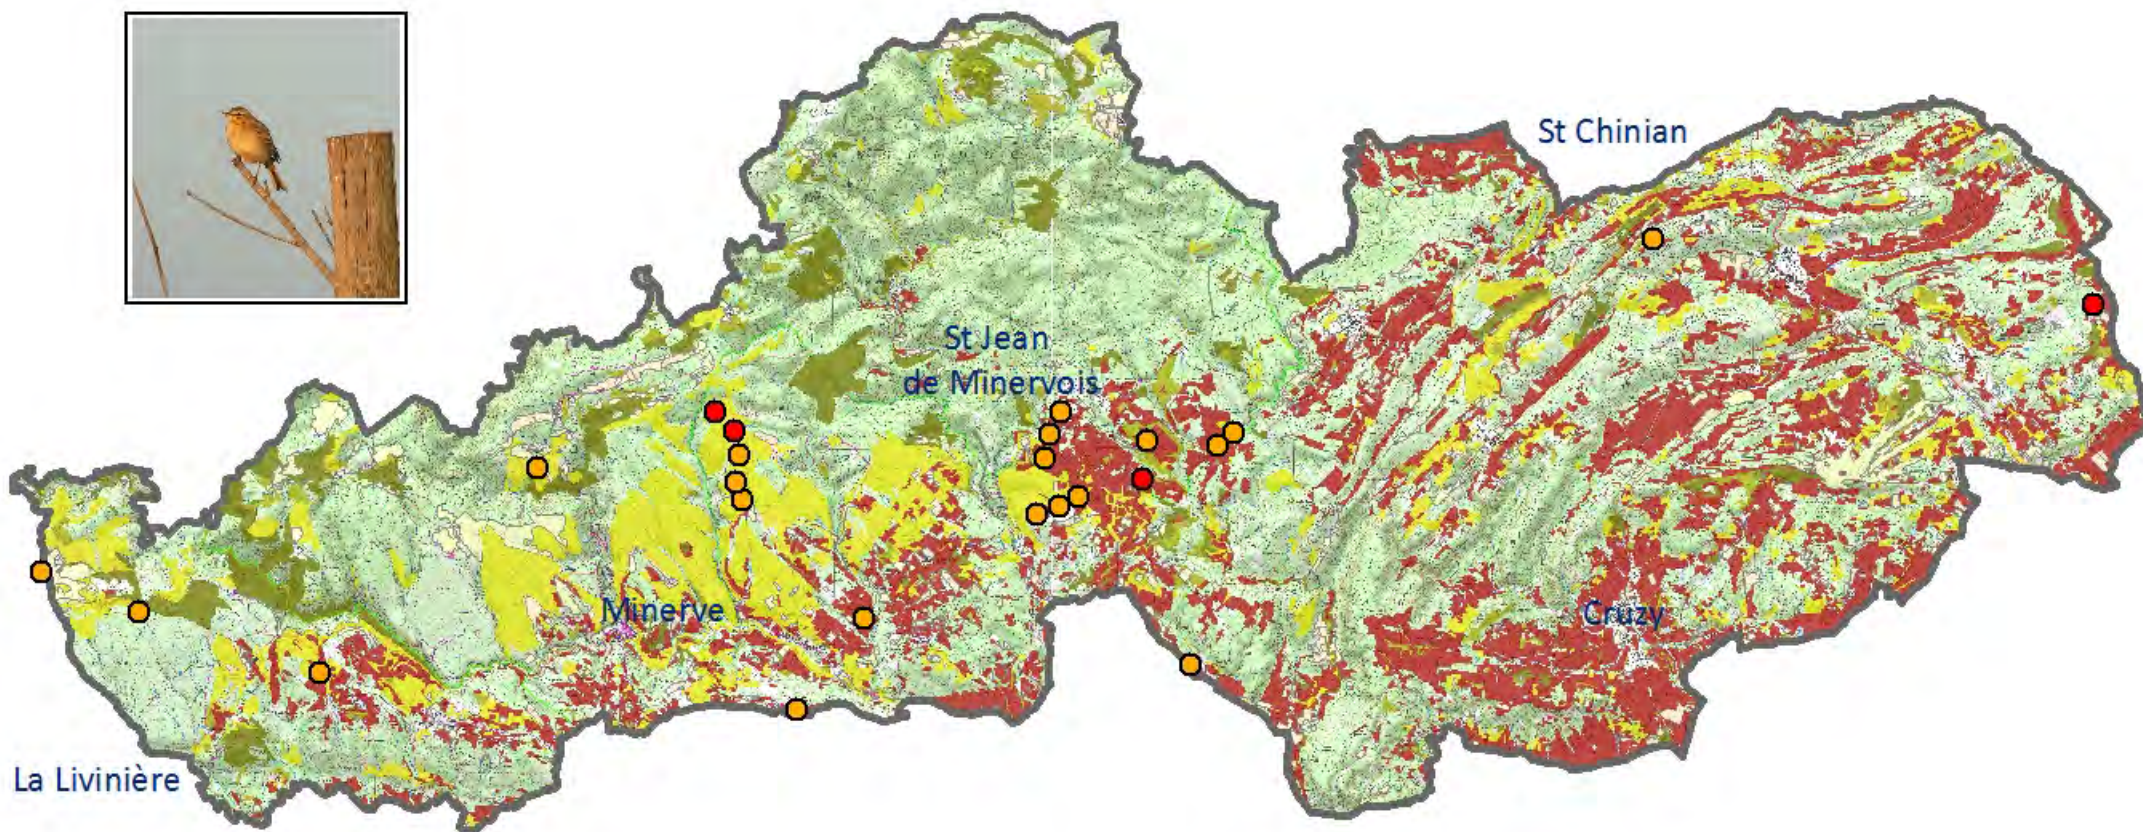 St Chinian
St Jean
de Minervois
Minerve
Cruzy
La Livinière